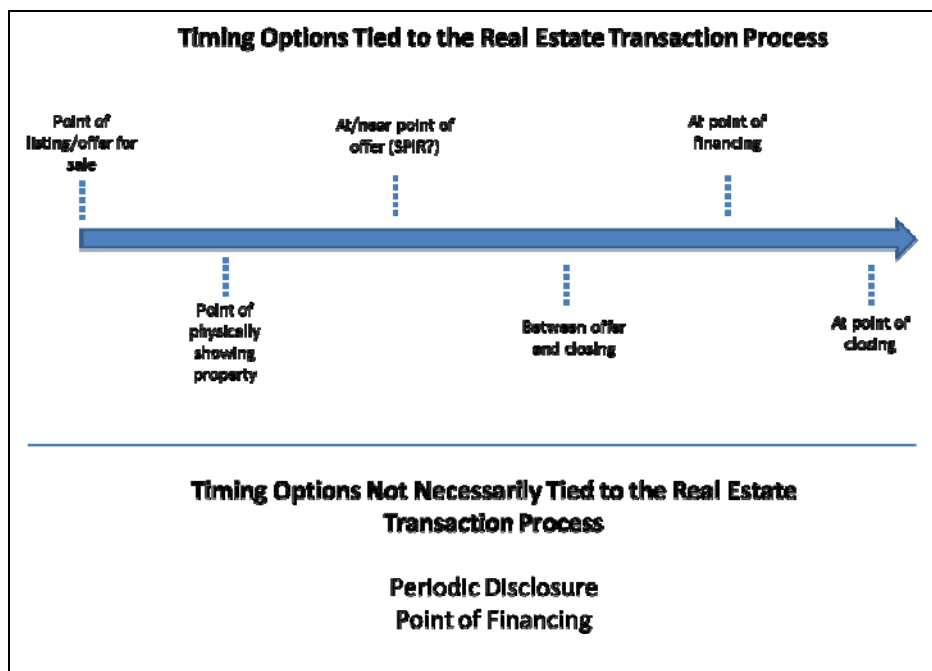 Timing Options Tied to the Real Estate Transaction Process
Point of
listing/offer for
sale
At/near point of
offer (SPIR?)
At point of
financing
Point of
physically
showing
property
Between offer
and closing
At point of
closing
Timing Options Not Necessarily Tied to the Real Estate
Transaction Process
Periodic Disclosure
Point of Financing